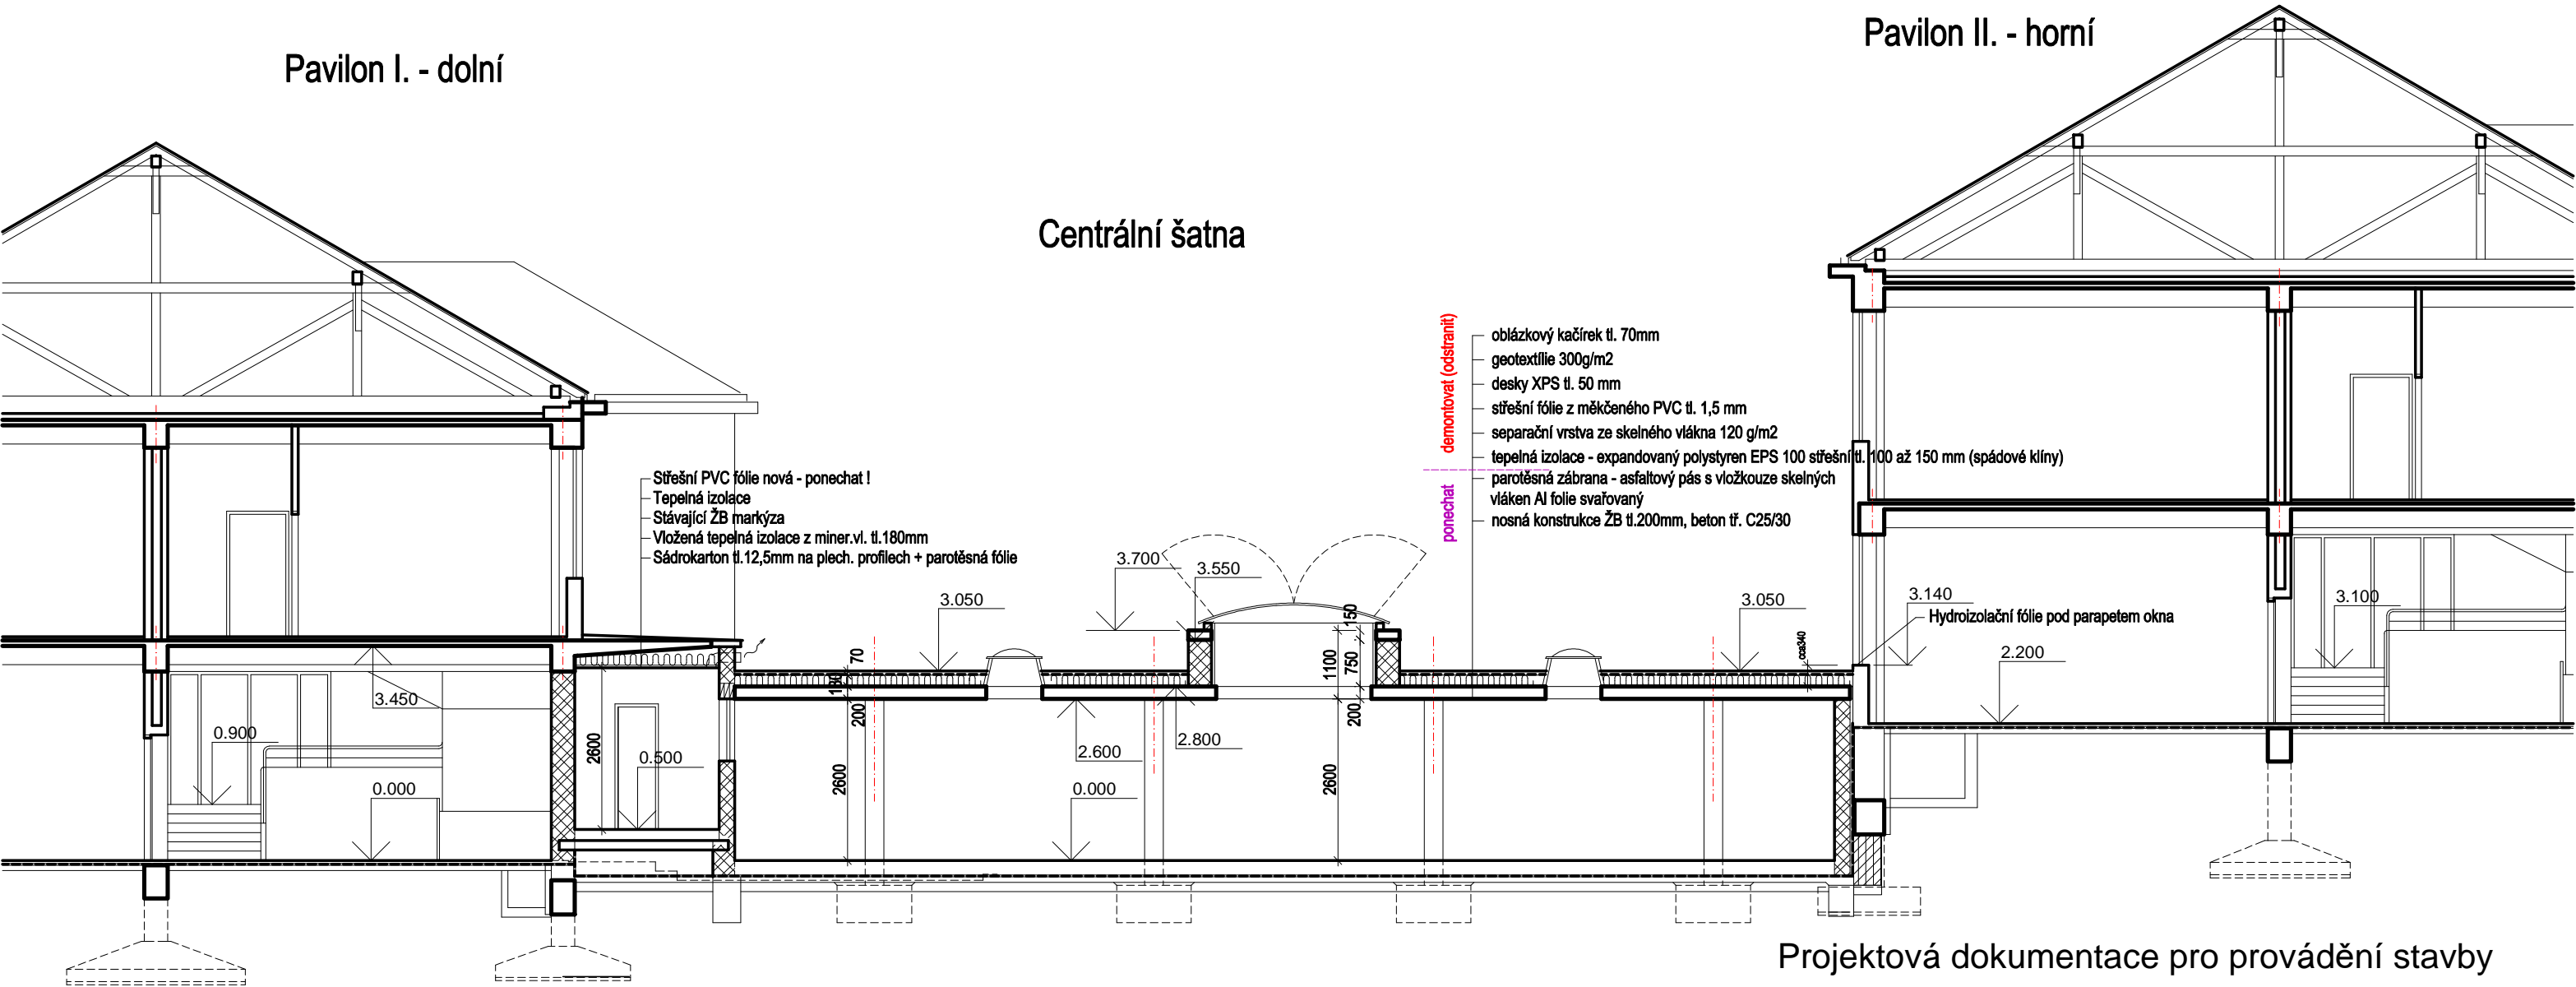 Pavilon I. - dolní
Pavilon II. - horní
Centrální šatna
demontovat (odstranit)
ponechat
oblázkový kačírek tl. 70mm
geotextílie 300g/m2
desky XPS tl. 50 mm
střešní fólie z měkčeného PVC tl. 1,5 mm
separační vrstva ze skelného vlákna 120 g/m2
tepelná izolace - expandovaný polystyren EPS 100 střešní tl. 100 až 150 mm (spádové klíny)
parotěsná zábrana - asfaltový pás s vložkouze skelných
vláken Al folie svařovaný
nosná konstrukce ŽB tl.200mm, beton tř. C25/30
Střešní PVC fólie nová - ponechat !
Tepelná izolace
Stávající ŽB markýza
Vložená tepelná izolace z miner.vl. tl.180mm
Sádrokarton tl.12,5mm na plech. profilech + parotěsná fólie
3.700
3.550
3.050
3.050
3.140
Hydroizolační fólie pod parapetem okna
3.100
2.200
cca340
150
1100
750
70
180
200
200
3.450
0.900
0.000
2600
0.500
2600
2.600
2.800
0.000
2600
Projektová dokumentace pro provádění stavby